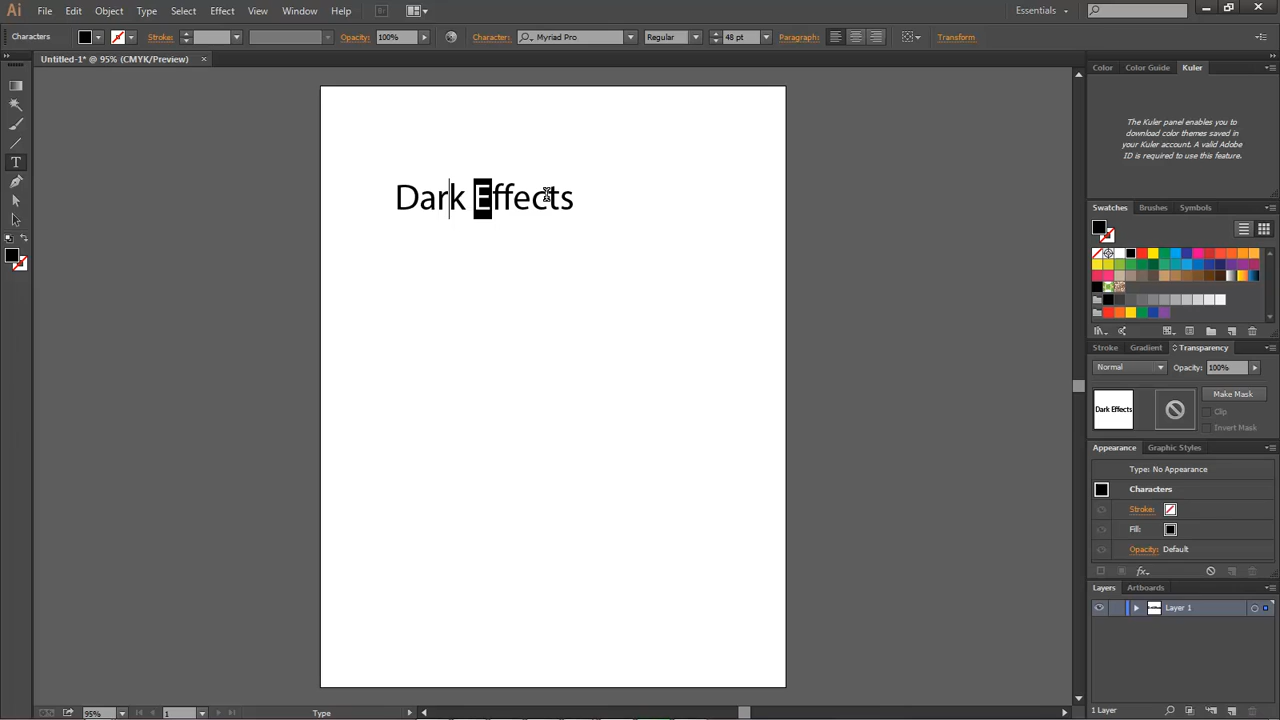 Ai File Edit Object Type Select Effect View Window Help Br Essentials
Characters Stroke: Opacity: 100% Character: Myriad Pro Regular 48 pt Paragraph: Transform
Untitled-1* @ 95% (CMYK/Preview) ×
Color Color Guide Kuler
The Kuler panel enables you to
download color themes saved in
your Kuler account. A valid Adobe
ID is required to use this feature.
Dark Effects
Swatches Brushes Symbols
Stroke Gradient Transparency
Normal Opacity: 100%
Make Mask
Dark Effects
Clip
Invert Mask
Appearance Graphic Styles
Type: No Appearance
Characters
Stroke:
Fill:
Opacity: Default
fx
Layers Artboards
Layer 1
1 Layer
95% 1 Type